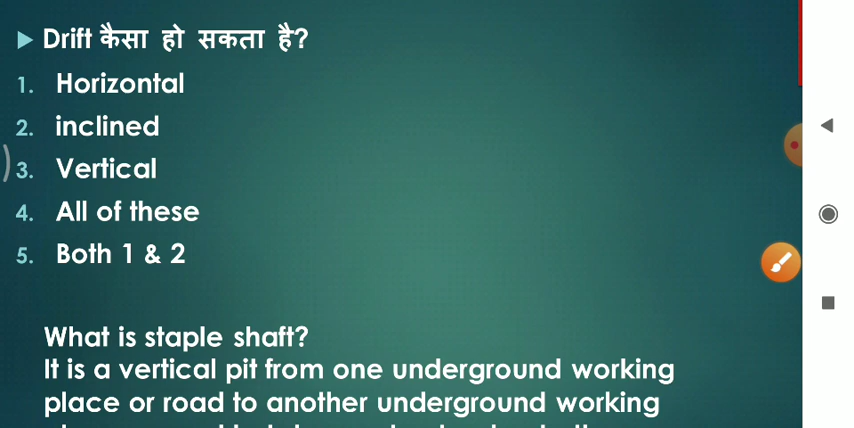 Drift कैसा हो सकता है?
1. Horizontal
2. inclined
3. Vertical
4. All of these
5. Both 1 & 2
What is staple shaft?
It is a vertical pit from one underground working
place or road to another underground working